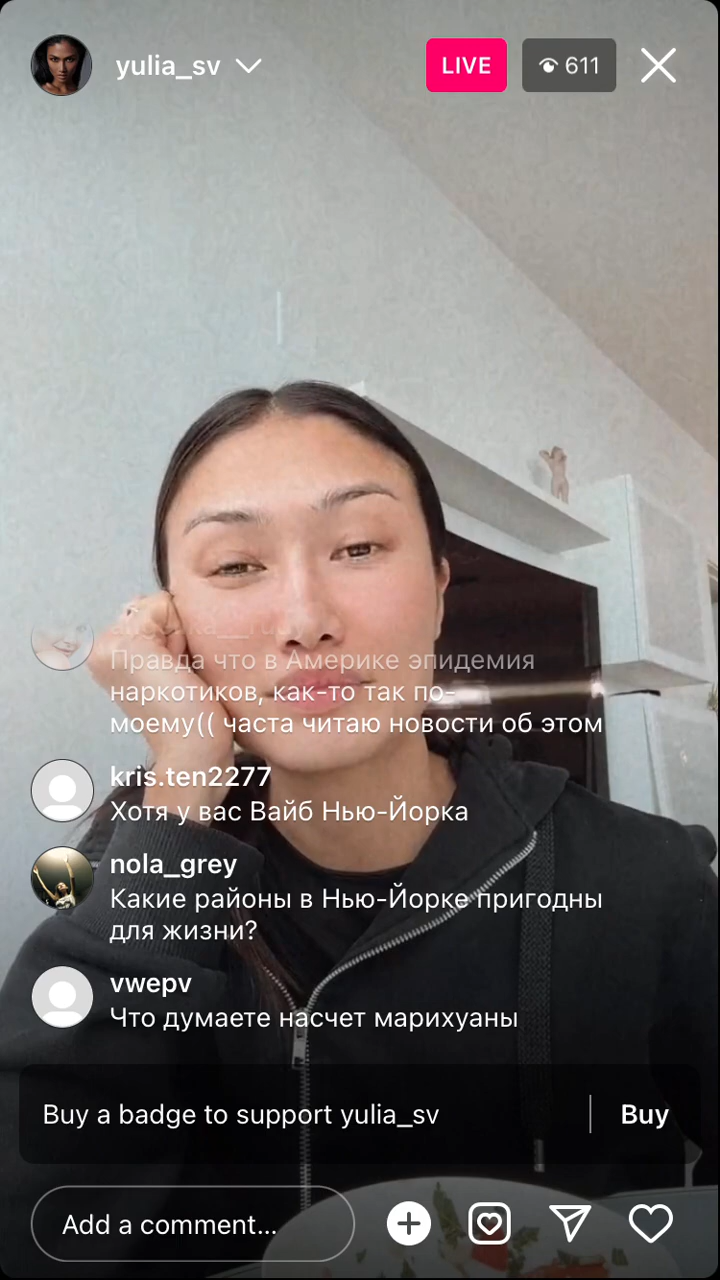 yulia_sv
LIVE
611
Правда что в Америке эпидемия
наркотиков, как-то так по-
моему(( часта читаю новости об этом
kris.ten2277
Хотя у вас Вайб Нью-Йорка
nola_grey
Какие районы в Нью-Йорке пригодны
для жизни?
vwepv
Что думаете насчет марихуаны
Buy a badge to support yulia_sv
Buy
Add a comment...